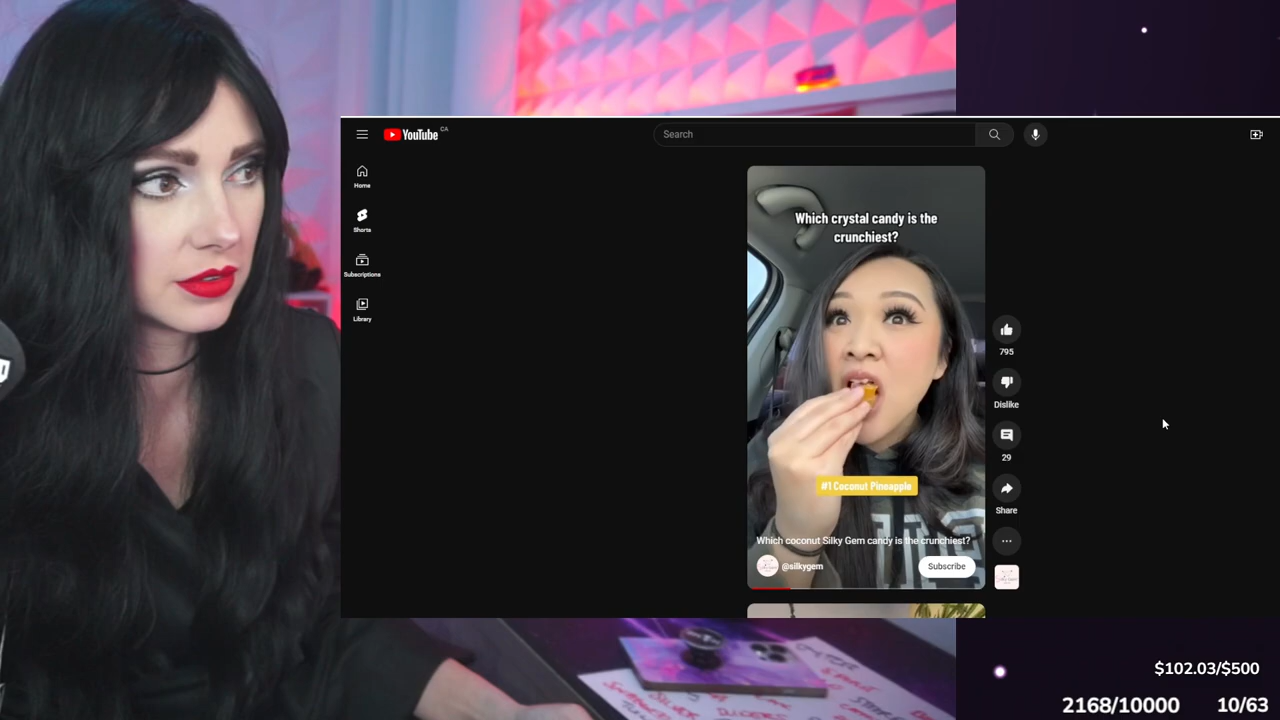 YouTube CA
Search
Home
Shorts
Subscriptions
Library
Which crystal candy is the
crunchiest?
#1 Coconut Pineapple
Which coconut Silky Gem candy is the crunchiest?
@silkygem
Subscribe
795
Dislike
29
Share
$102.03/$500
2168/10000
10/63